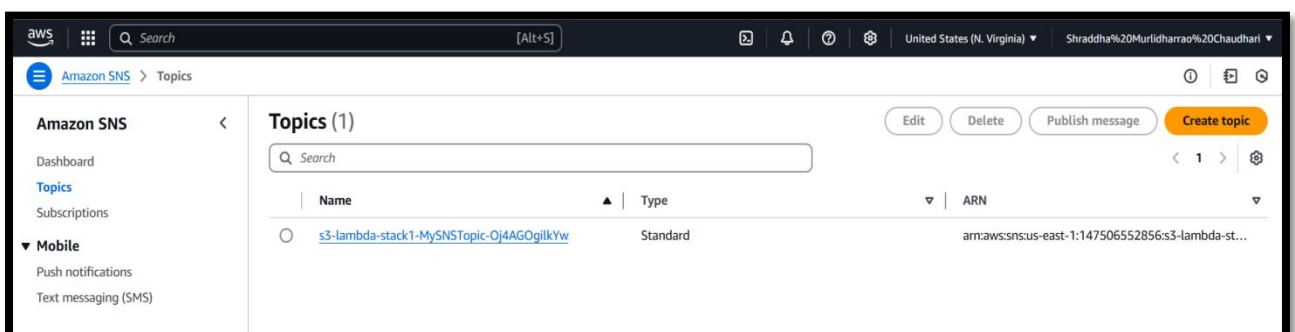 aws Search [Alt+S] United States (N. Virginia) Shraddha%20Murlidharrao%20Chaudhari
Amazon SNS > Topics
Amazon SNS
Dashboard
Topics
Subscriptions
Mobile
Push notifications
Text messaging (SMS)
Topics (1) Edit Delete Publish message Create topic
Search 1
Name Type ARN
s3-lambda-stack1-MySNSTopic-Oj4AGOgilkYw Standard arn:aws:sns:us-east-1:147506552856:s3-lambda-st...